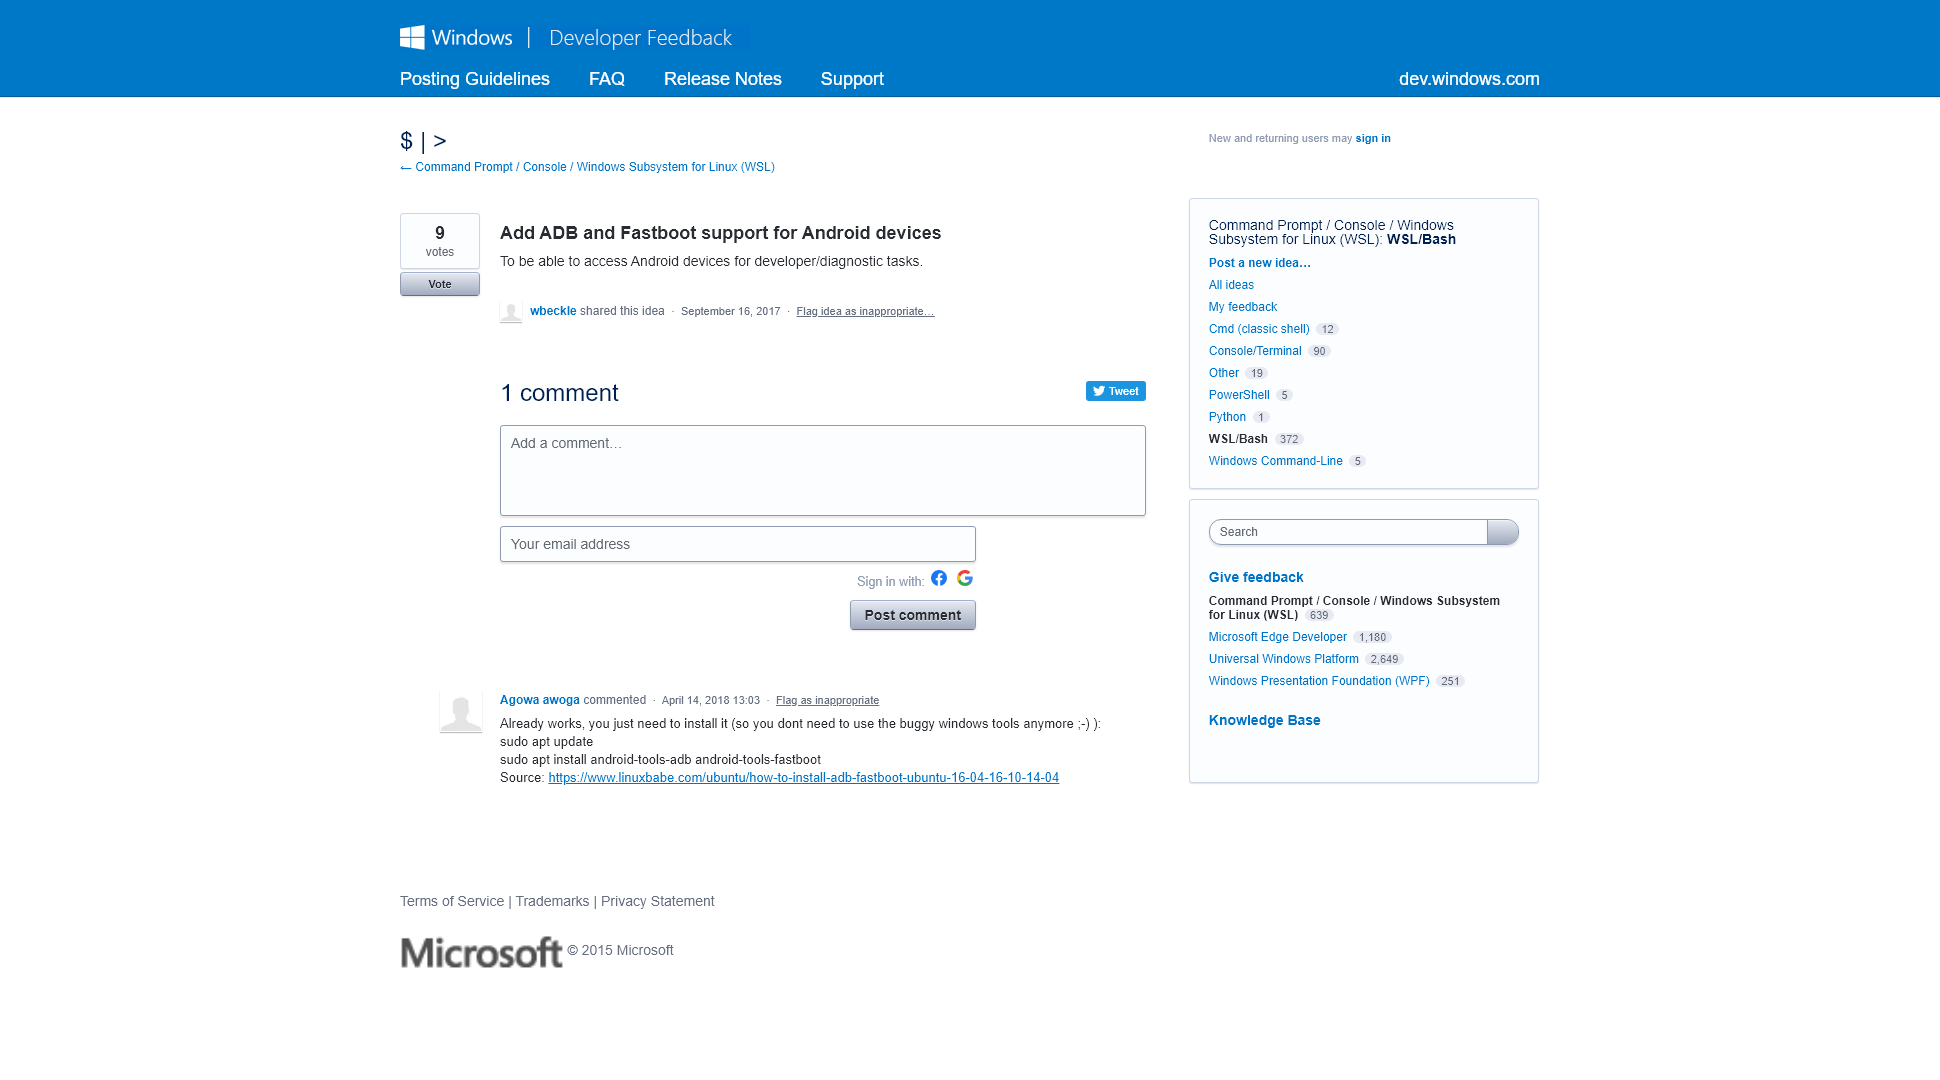 Windows | Developer Feedback
Posting Guidelines FAQ Release Notes Support dev.windows.com
$ | >
← Command Prompt / Console / Windows Subsystem for Linux (WSL)
New and returning users may sign in
9
votes
Vote
Add ADB and Fastboot support for Android devices
To be able to access Android devices for developer/diagnostic tasks.
wbeckle shared this idea · September 16, 2017 · Flag idea as inappropriate…
1 comment
Tweet
Add a comment…
Your email address
Sign in with:
Post comment
Agowa awoga commented · April 14, 2018 13:03 · Flag as inappropriate
Already works, you just need to install it (so you dont need to use the buggy windows tools anymore ;-) ):
sudo apt update
sudo apt install android-tools-adb android-tools-fastboot
Source: https://www.linuxbabe.com/ubuntu/how-to-install-adb-fastboot-ubuntu-16-04-16-10-14-04
Command Prompt / Console / Windows
Subsystem for Linux (WSL): WSL/Bash
Post a new idea…
All ideas
My feedback
Cmd (classic shell) 12
Console/Terminal 90
Other 19
PowerShell 5
Python 1
WSL/Bash 372
Windows Command-Line 5
Search
Give feedback
Command Prompt / Console / Windows Subsystem
for Linux (WSL) 639
Microsoft Edge Developer 1,180
Universal Windows Platform 2,649
Windows Presentation Foundation (WPF) 251
Knowledge Base
Terms of Service | Trademarks | Privacy Statement
Microsoft © 2015 Microsoft